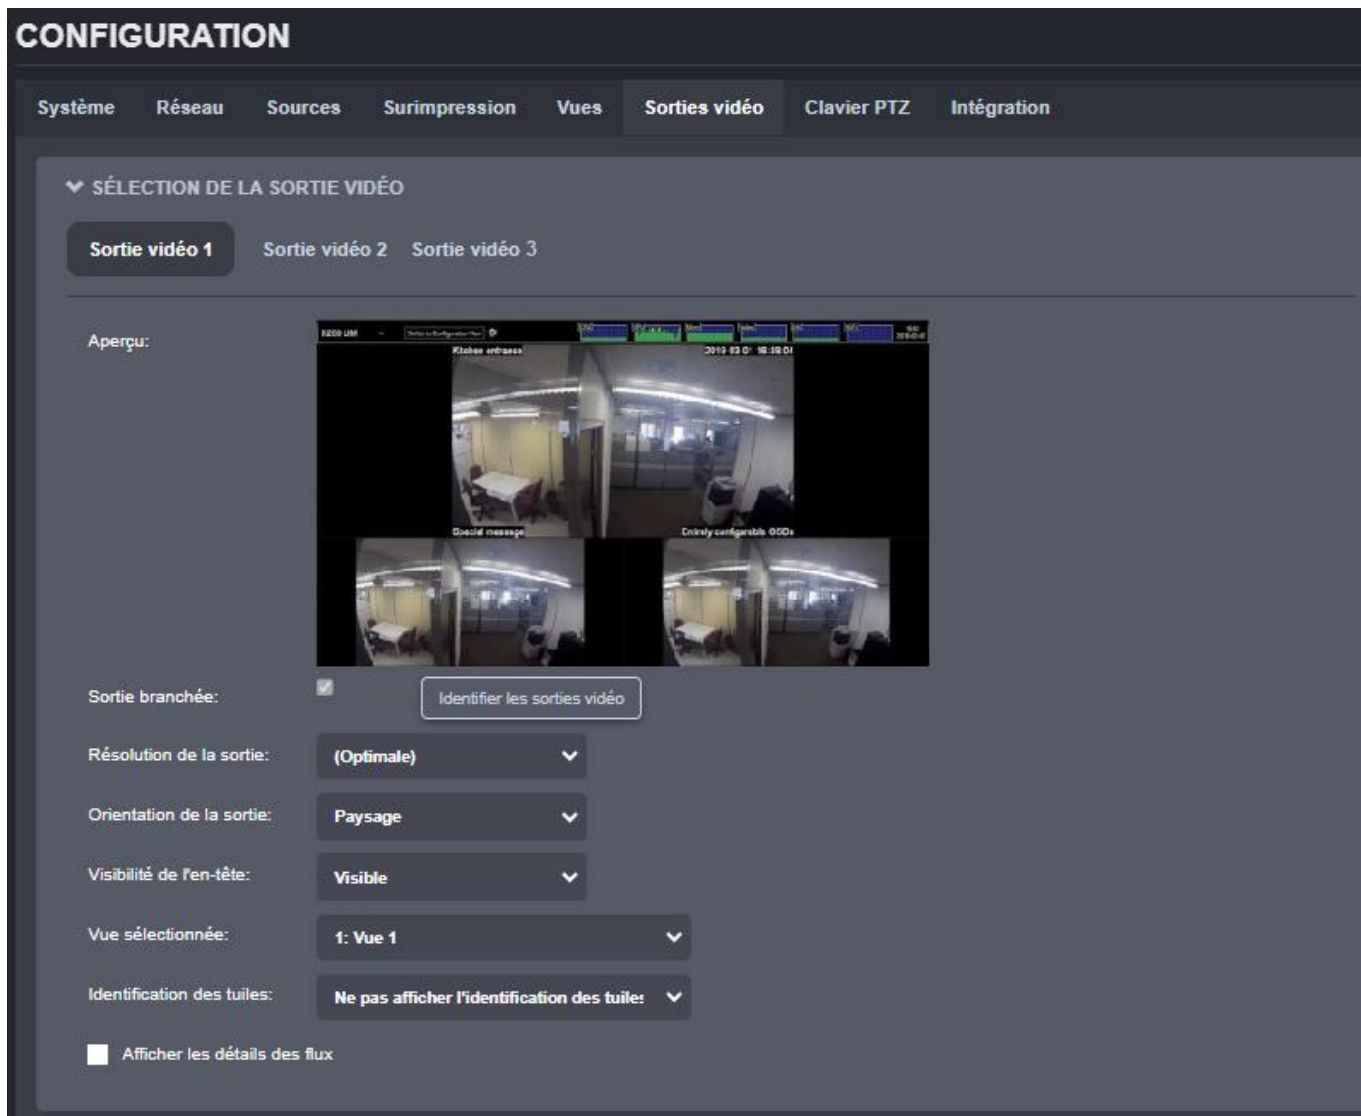 CONFIGURATION
Système Réseau Sources Surimpression Vues Sorties vidéo Clavier PTZ Intégration
SÉLECTION DE LA SORTIE VIDÉO
Sortie vidéo 1 Sortie vidéo 2 Sortie vidéo 3
Aperçu:
Kitchen entrance
Special message Entirely configurable OSDs
Sortie branchée: Identifier les sorties vidéo
Résolution de la sortie: (Optimale)
Orientation de la sortie: Paysage
Visibilité de l'en-tête: Visible
Vue sélectionnée: 1: Vue 1
Identification des tuiles: Ne pas afficher l'identification des tuiles
Afficher les détails des flux